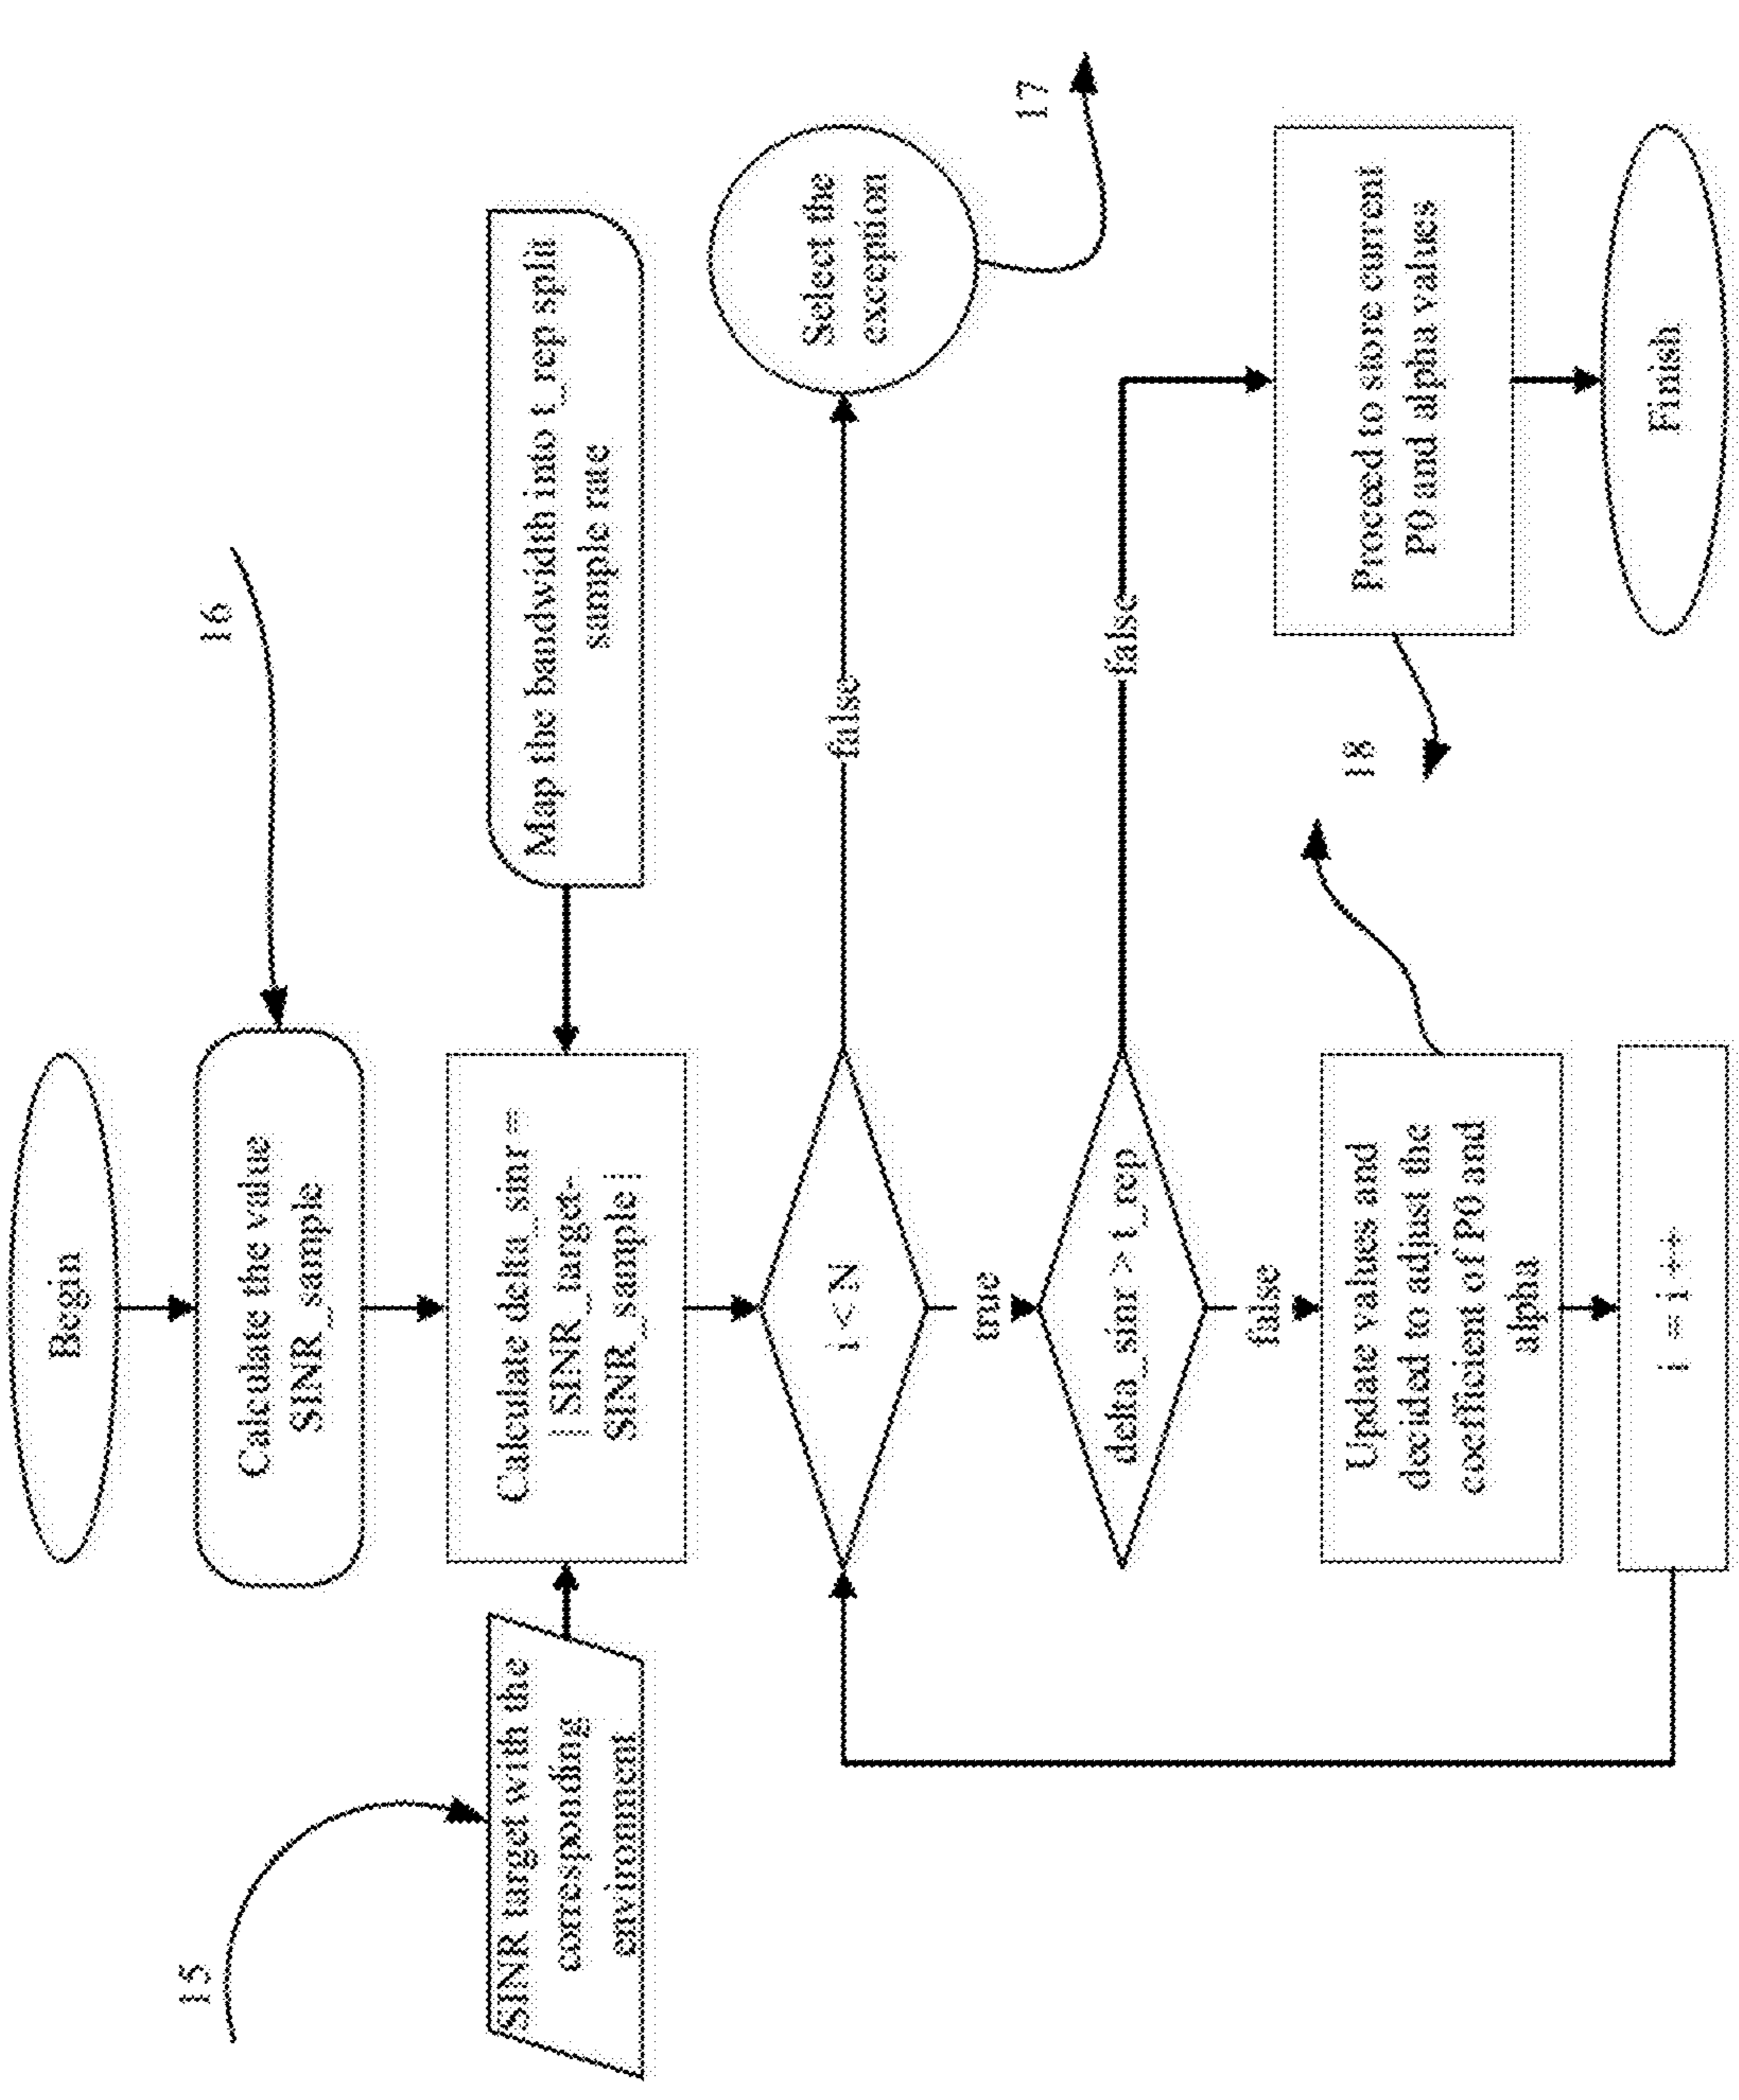 Begin
16
15
Calculate the value
SINR_sample
SINR target with the
corresponding
environment
Calculate delta_sinr =
| SINR_target-
SINR_sample |
Map the bandwidth into t_rep split
sample rate
i < N
false
Select the
exception
17
true
delta_sinr > t_rep
false
false
Update values and
decided to adjust the
coefficient of P0 and
alpha
18
Proceed to store current
P0 and alpha values
i = i ++
Finish